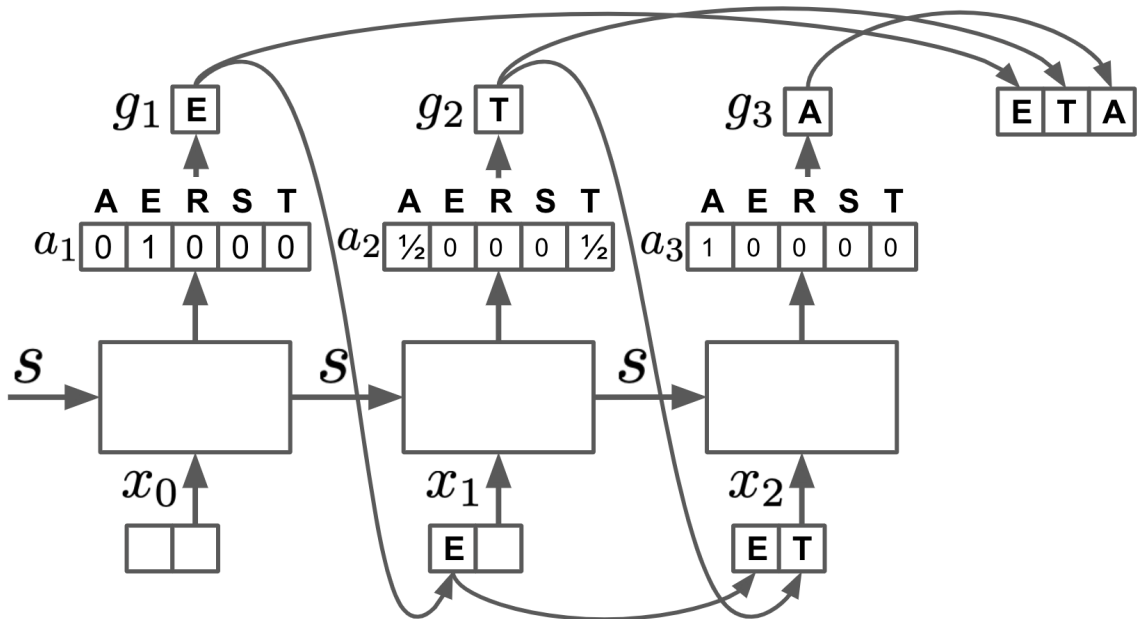 g1 E g2 T g3 A E T A
A E R S T A E R S T A E R S T
a1 0 1 0 0 0 a2 ½ 0 0 0 ½ a3 1 0 0 0 0
s s s
x0 x1 x2
E E T